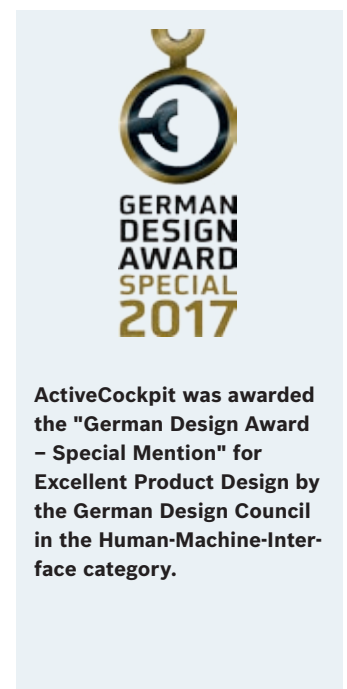 GERMAN
DESIGN
AWARD
SPECIAL
2017
ActiveCockpit was awarded
the "German Design Award
– Special Mention" for
Excellent Product Design by
the German Design Council
in the Human-Machine-Inter-
face category.